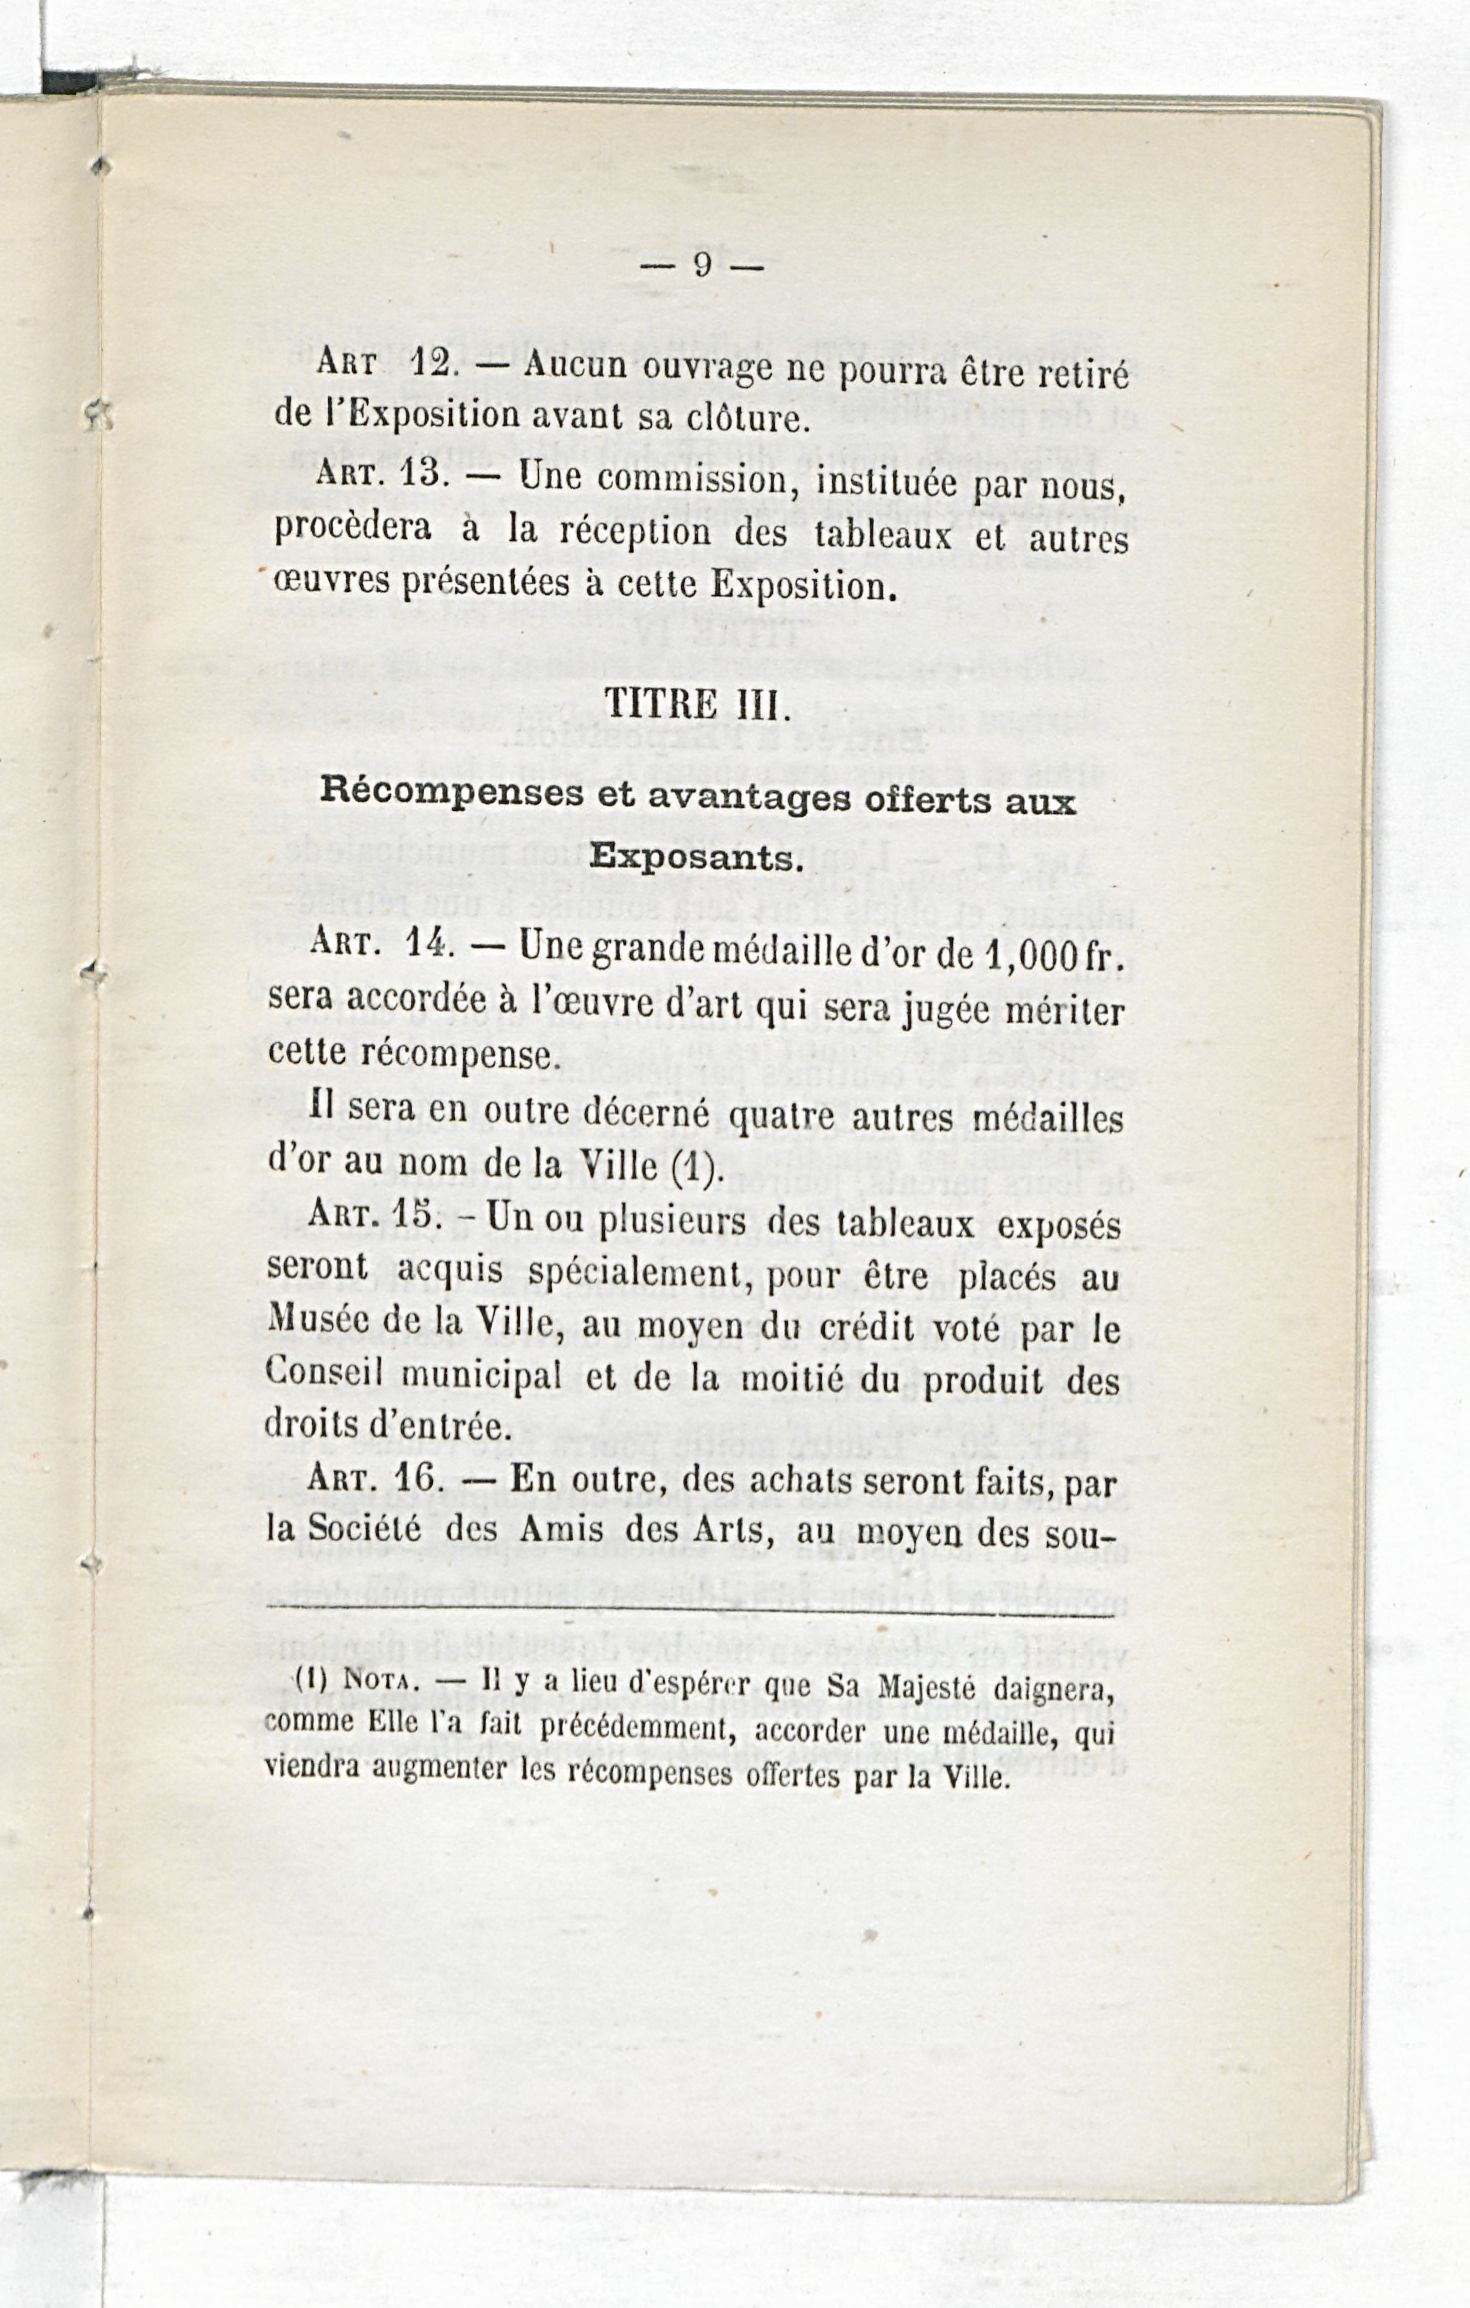 — 9 —
ART 12. — Aucun ouvrage ne pourra être retiré
de l'Exposition avant sa clôture.
ART. 13. — Une commission, instituée par nous,
procèdera à la réception des tableaux et autres
œuvres présentées à cette Exposition.
TITRE III.
Récompenses et avantages offerts aux
Exposants.
ART. 14. — Une grande médaille d'or de 1,000 fr.
sera accordée à l'œuvre d'art qui sera jugée mériter
cette récompense.
Il sera en outre décerné quatre autres médailles
d'or au nom de la Ville (1).
ART. 15. – Un ou plusieurs des tableaux exposés
seront acquis spécialement, pour être placés au
Musée de la Ville, au moyen du crédit voté par le
Conseil municipal et de la moitié du produit des
droits d'entrée.
ART. 16. — En outre, des achats seront faits, par
la Société des Amis des Arts, au moyen des sou-
(1) NOTA. — Il y a lieu d'espérer que Sa Majesté daignera,
comme Elle l'a fait précédemment, accorder une médaille, qui
viendra augmenter les récompenses offertes par la Ville.